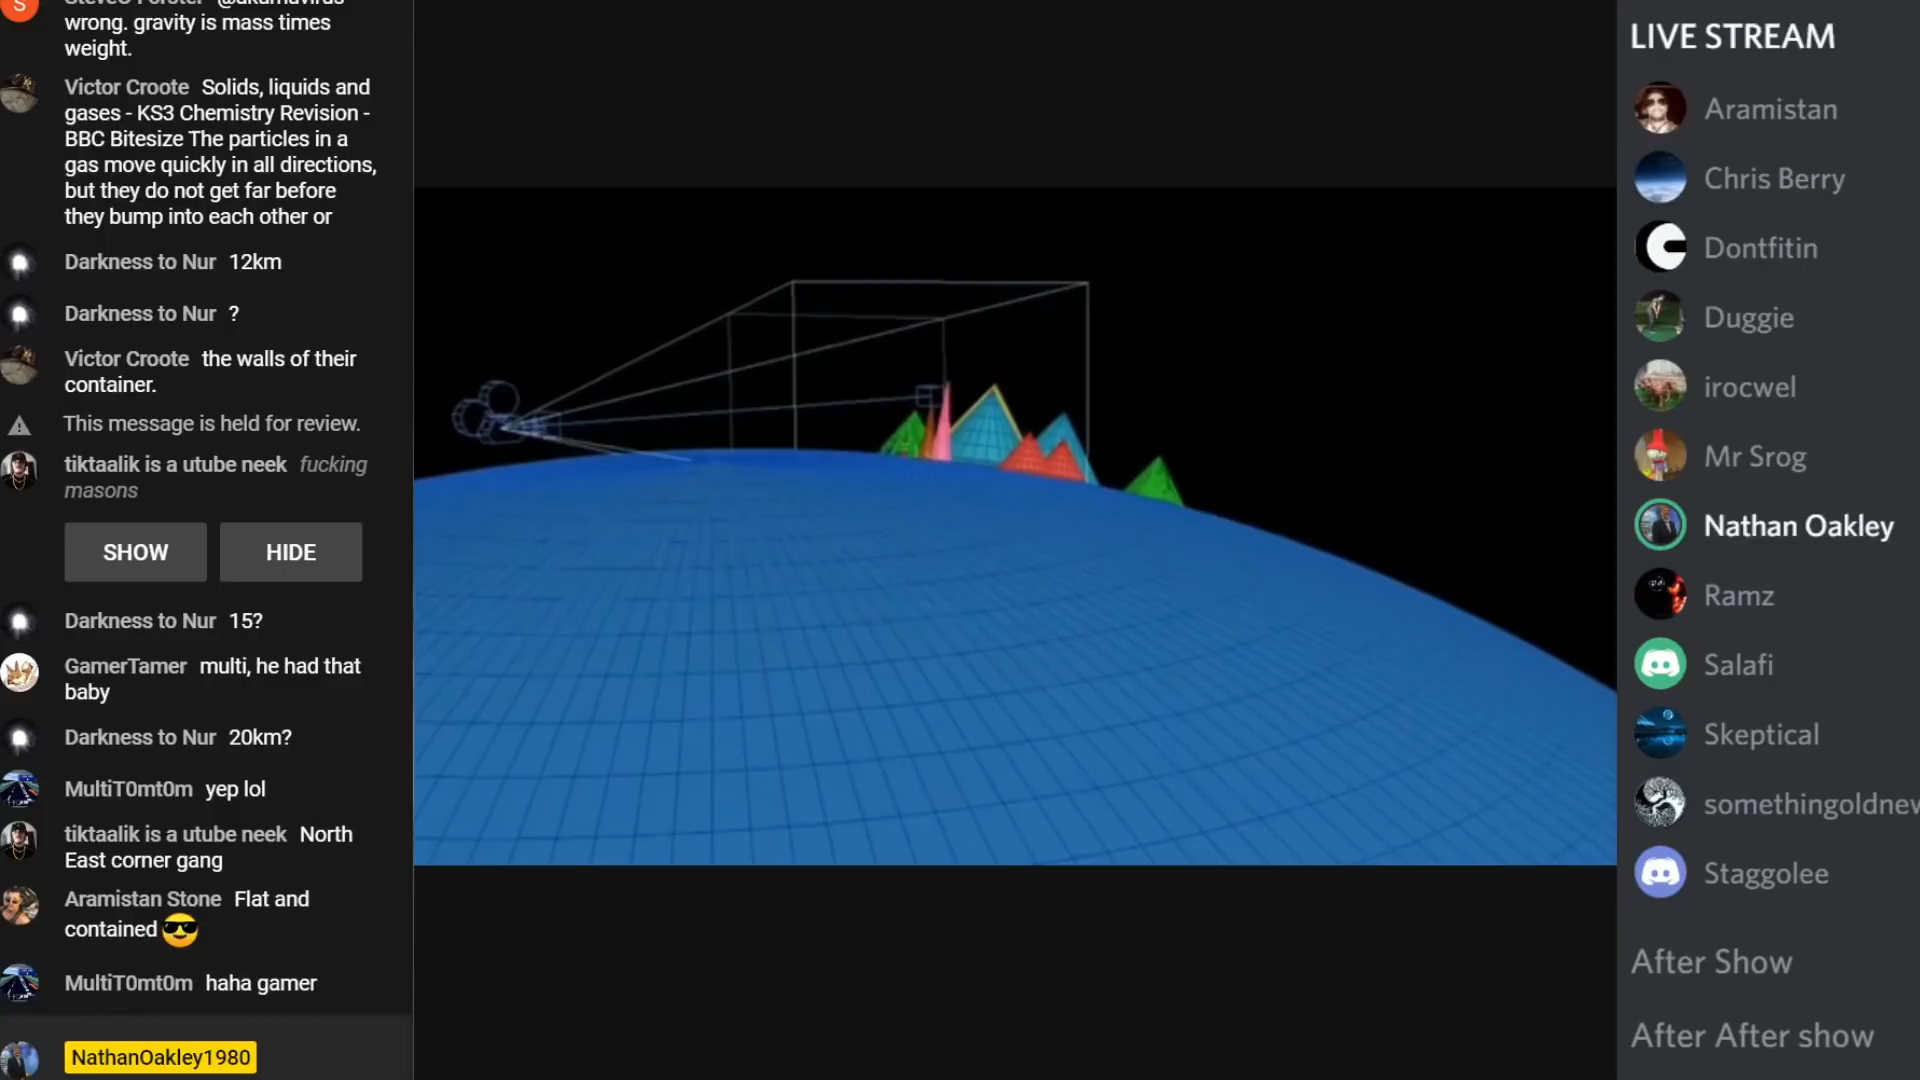 SteveO Forster @akamavirus
wrong. gravity is mass times
weight.
Victor Croote Solids, liquids and
gases - KS3 Chemistry Revision -
BBC Bitesize The particles in a
gas move quickly in all directions,
but they do not get far before
they bump into each other or
Darkness to Nur 12km
Darkness to Nur ?
Victor Croote the walls of their
container.
This message is held for review.
tiktaalik is a utube neek fucking
masons
SHOW HIDE
Darkness to Nur 15?
GamerTamer multi, he had that
baby
Darkness to Nur 20km?
MultiT0mt0m yep lol
tiktaalik is a utube neek North
East corner gang
Aramistan Stone Flat and
contained 😎
MultiT0mt0m haha gamer
NathanOakley1980
LIVE STREAM
Aramistan
Chris Berry
Dontfitin
Duggie
irocwel
Mr Srog
Nathan Oakley
Ramz
Salafi
Skeptical
somethingoldnew
Staggolee
After Show
After After show